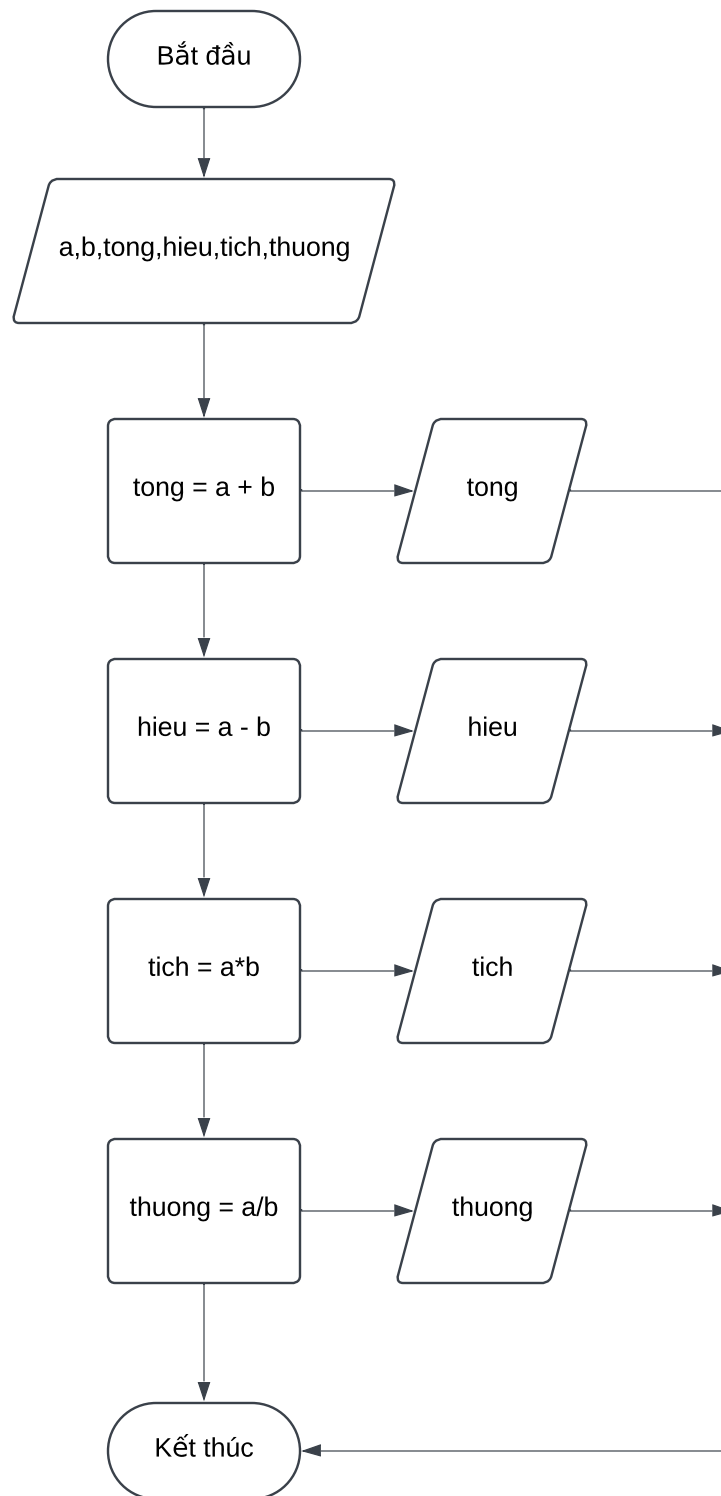 Bắt đầu
a,b,tong,hieu,tich,thuong
tong = a + b
tong
hieu = a - b
hieu
tich = a*b
tich
thuong = a/b
thuong
Kết thúc